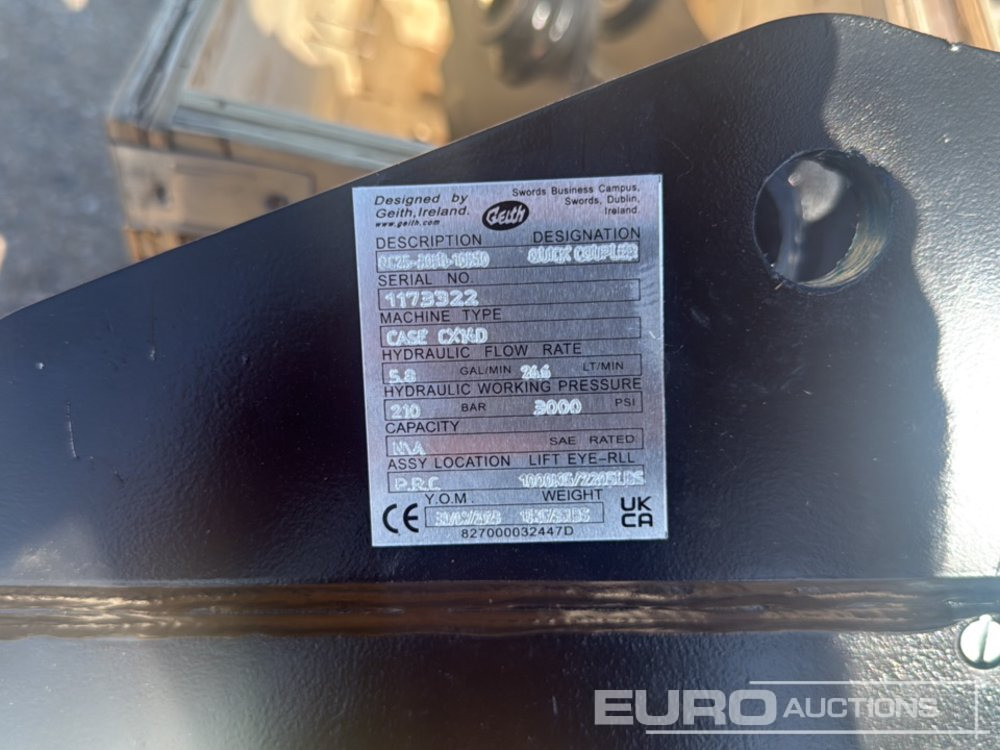 Designed by
Geith, Ireland.
www.geith.com
GEITH
Swords Business Campus,
Swords, Dublin,
Ireland.
DESCRIPTION DESIGNATION
QUICK COUPLER
SERIAL NO.
1173322
MACHINE TYPE
CASE CX14D
HYDRAULIC FLOW RATE
5.8 GAL/MIN 26.6 LT/MIN
HYDRAULIC WORKING PRESSURE
210 BAR 3000 PSI
CAPACITY
N\A SAE RATED
ASSY LOCATION LIFT EYE-RLL
P.R.C 1000KG/2205LBS
Y.O.M. WEIGHT
CE
UK
CA
827000032447D
EURO AUCTIONS